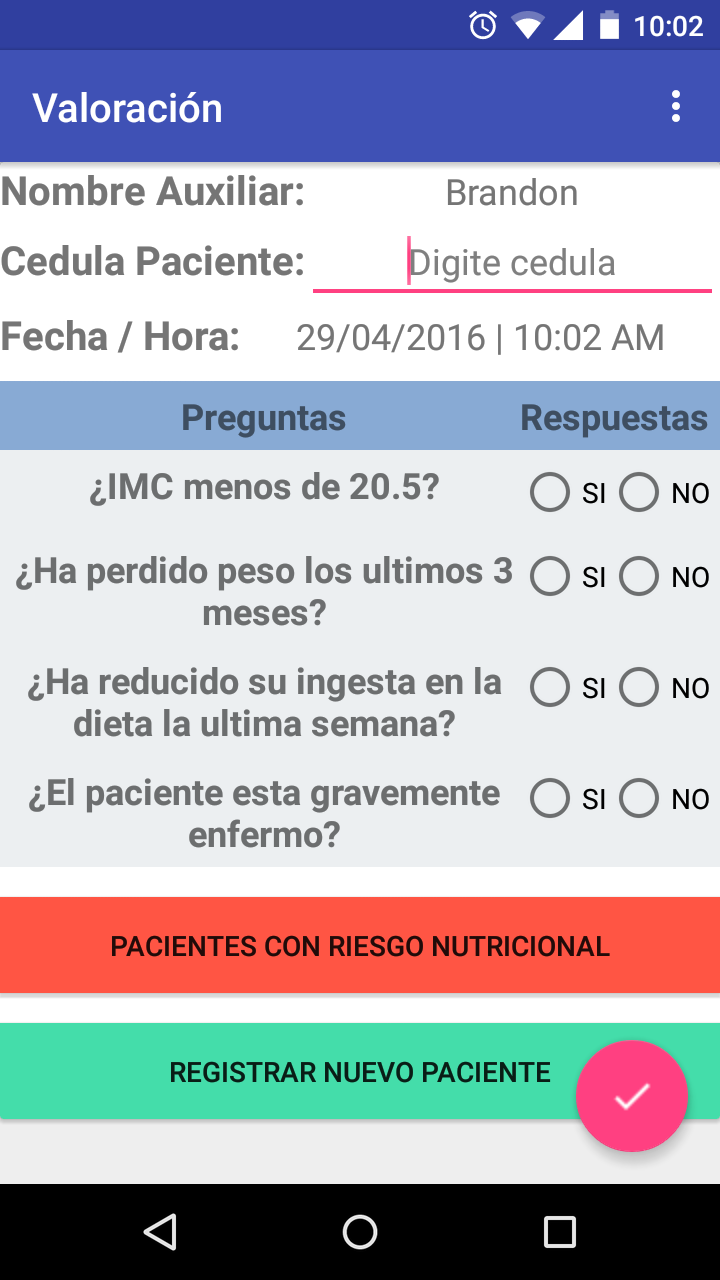 10:02
Valoración
Nombre Auxiliar: Brandon
Cedula Paciente: Digite cedula
Fecha / Hora: 29/04/2016 | 10:02 AM
Preguntas Respuestas
¿IMC menos de 20.5? SI NO
¿Ha perdido peso los ultimos 3 SI NO
meses?
¿Ha reducido su ingesta en la SI NO
dieta la ultima semana?
¿El paciente esta gravemente SI NO
enfermo?
PACIENTES CON RIESGO NUTRICIONAL
REGISTRAR NUEVO PACIENTE